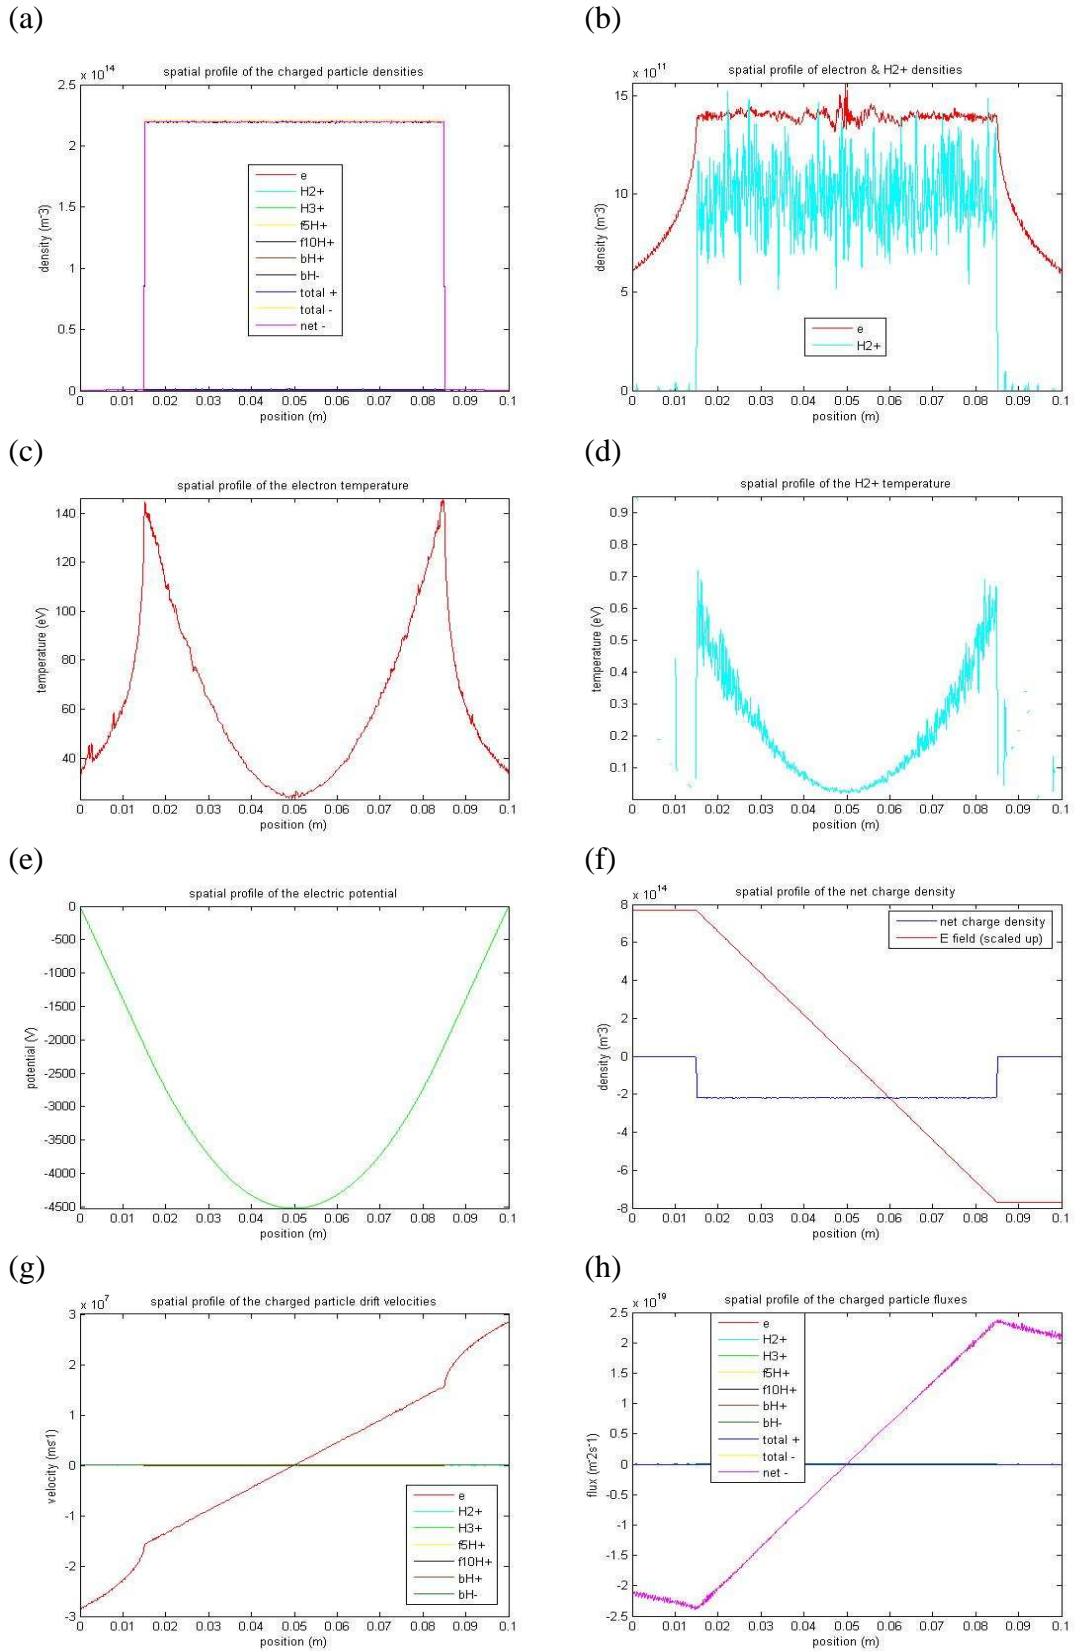 (a)
spatial profile of the charged particle densities
x 10^14
density (m-3)
2.5
2
1.5
1
0.5
0
e
H2+
H3+
f5H+
f10H+
bH+
bH-
total +
total -
net -
0 0.01 0.02 0.03 0.04 0.05 0.06 0.07 0.08 0.09 0.1
position (m)
(b)
spatial profile of electron & H2+ densities
x 10^11
density (m-3)
15
10
5
0
e
H2+
0 0.01 0.02 0.03 0.04 0.05 0.06 0.07 0.08 0.09 0.1
position (m)
(c)
spatial profile of the electron temperature
temperature (eV)
140
120
100
80
60
40
0 0.01 0.02 0.03 0.04 0.05 0.06 0.07 0.08 0.09 0.1
position (m)
(d)
spatial profile of the H2+ temperature
temperature (eV)
0.9
0.8
0.7
0.6
0.5
0.4
0.3
0.2
0.1
0 0.01 0.02 0.03 0.04 0.05 0.06 0.07 0.08 0.09 0.1
position (m)
(e)
spatial profile of the electric potential
potential (V)
0
-500
-1000
-1500
-2000
-2500
-3000
-3500
-4000
-4500
0 0.01 0.02 0.03 0.04 0.05 0.06 0.07 0.08 0.09 0.1
position (m)
(f)
spatial profile of the net charge density
x 10^14
density (m-3)
8
6
4
2
0
-2
-4
-6
-8
net charge density
E field (scaled up)
0 0.01 0.02 0.03 0.04 0.05 0.06 0.07 0.08 0.09 0.1
position (m)
(g)
spatial profile of the charged particle drift velocities
x 10^7
velocity (ms-1)
3
2
1
0
-1
-2
-3
e
H2+
H3+
f5H+
f10H+
bH+
bH-
0 0.01 0.02 0.03 0.04 0.05 0.06 0.07 0.08 0.09 0.1
position (m)
(h)
spatial profile of the charged particle fluxes
x 10^19
flux (m-2s-1)
2.5
2
1.5
1
0.5
0
-0.5
-1
-1.5
-2
-2.5
e
H2+
H3+
f5H+
f10H+
bH+
bH-
total +
total -
net -
0 0.01 0.02 0.03 0.04 0.05 0.06 0.07 0.08 0.09 0.1
position (m)